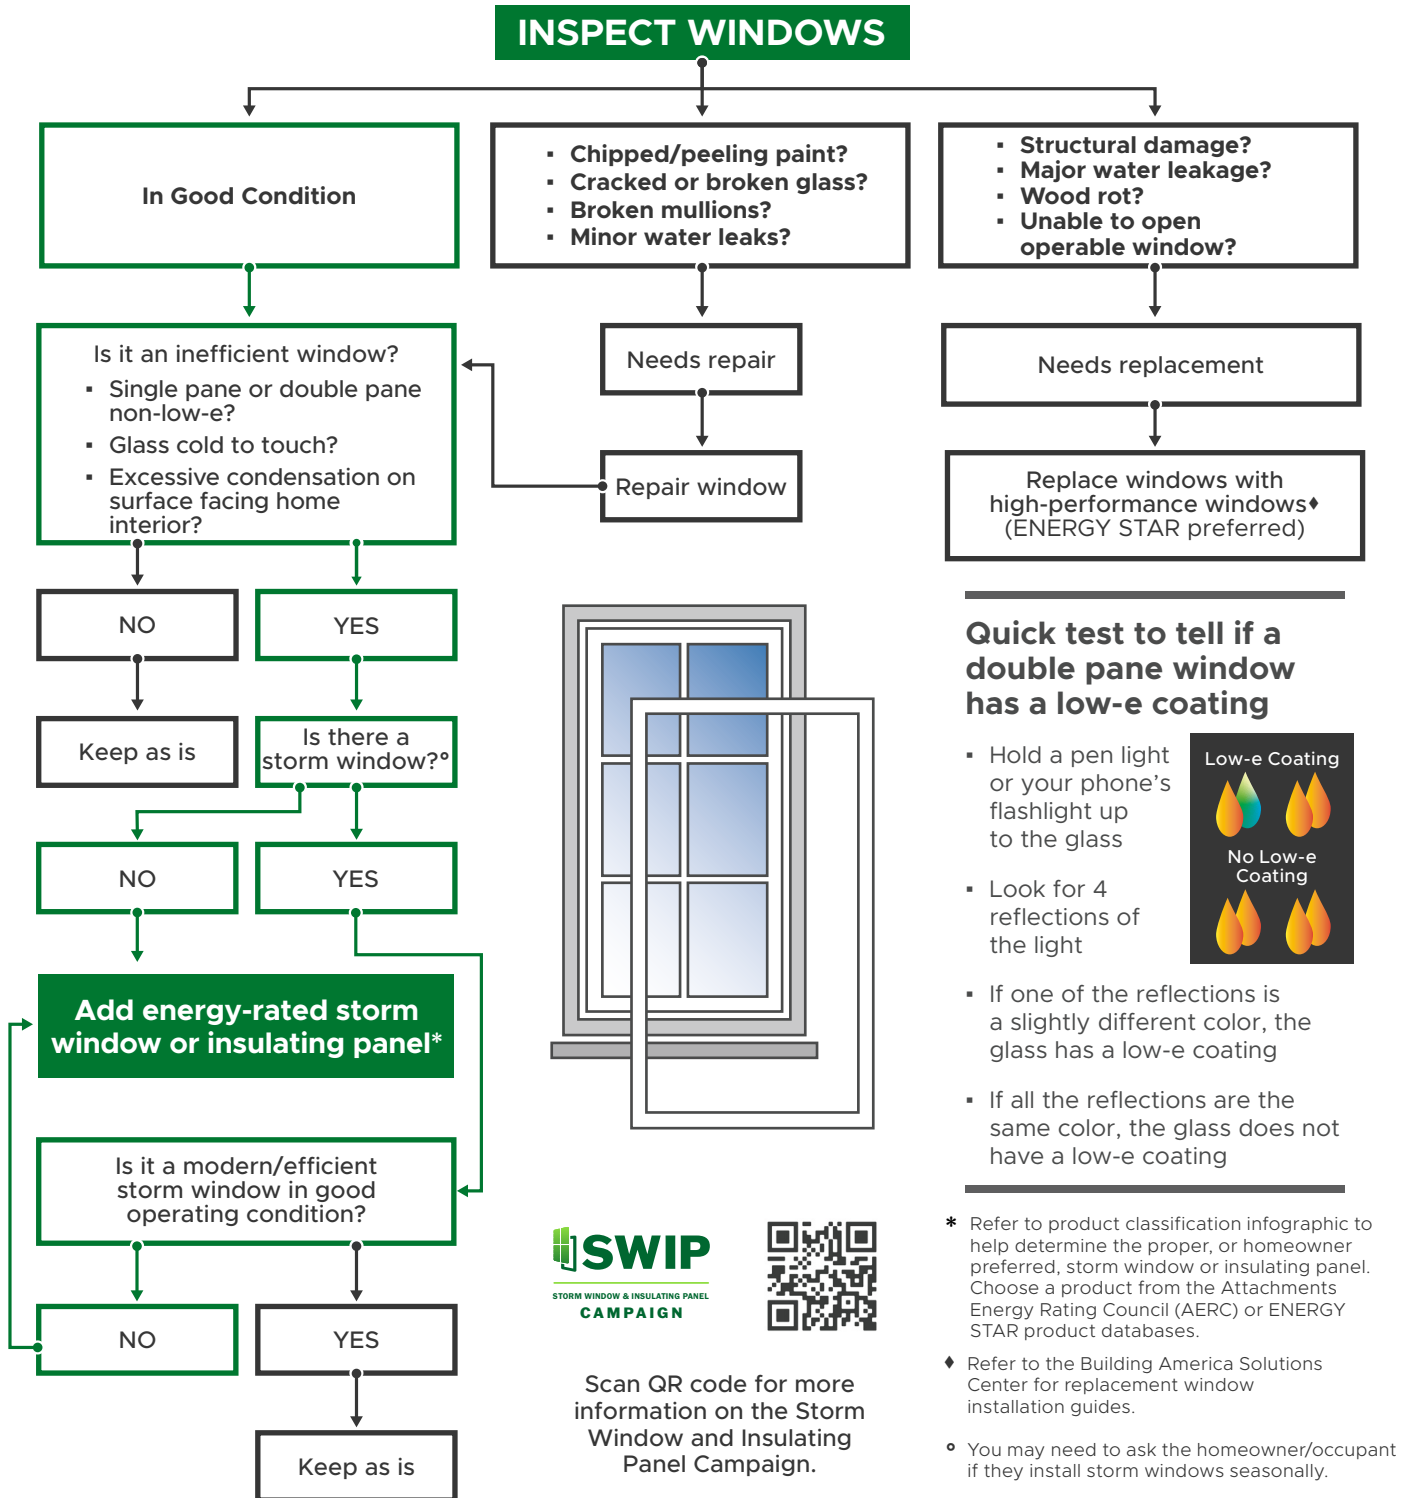 INSPECT WINDOWS
In Good Condition
▪ Chipped/peeling paint?
▪ Cracked or broken glass?
▪ Broken mullions?
▪ Minor water leaks?
▪ Structural damage?
▪ Major water leakage?
▪ Wood rot?
▪ Unable to open
operable window?
Is it an inefficient window?
▪ Single pane or double pane
non-low-e?
▪ Glass cold to touch?
▪ Excessive condensation on
surface facing home
interior?
Needs repair
Repair window
Needs replacement
Replace windows with
high-performance windows♦
(ENERGY STAR preferred)
NO
YES
Keep as is
Is there a
storm window?°
NO
YES
Add energy-rated storm
window or insulating panel*
Is it a modern/efficient
storm window in good
operating condition?
NO
YES
Keep as is
Quick test to tell if a
double pane window
has a low-e coating
▪ Hold a pen light
or your phone's
flashlight up
to the glass
▪ Look for 4
reflections of
the light
Low-e Coating
No Low-e
Coating
▪ If one of the reflections is
a slightly different color, the
glass has a low-e coating
▪ If all the reflections are the
same color, the glass does not
have a low-e coating
SWIP
STORM WINDOW & INSULATING PANEL
CAMPAIGN
Scan QR code for more
information on the Storm
Window and Insulating
Panel Campaign.
* Refer to product classification infographic to
help determine the proper, or homeowner
preferred, storm window or insulating panel.
Choose a product from the Attachments
Energy Rating Council (AERC) or ENERGY
STAR product databases.
♦ Refer to the Building America Solutions
Center for replacement window
installation guides.
° You may need to ask the homeowner/occupant
if they install storm windows seasonally.